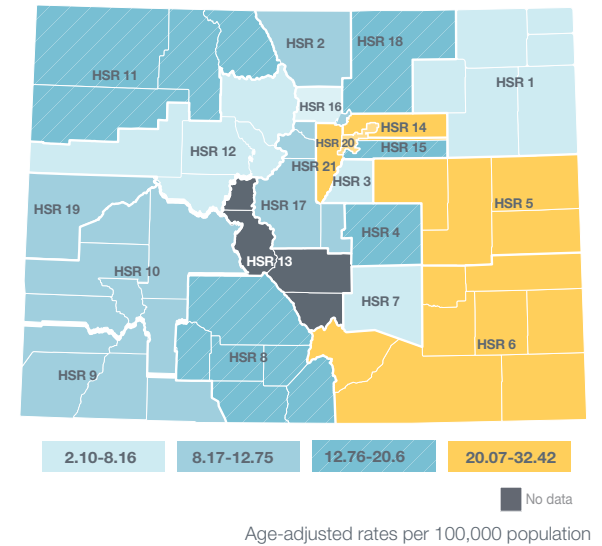 HSR 2
HSR 18
HSR 11
HSR 1
HSR 16
HSR 14
HSR 20
HSR 15
HSR 12
HSR 21
HSR 3
HSR 19
HSR 17
HSR 5
HSR 4
HSR 13
HSR 10
HSR 7
HSR 6
HSR 8
HSR 9
2.10-8.16
8.17-12.75
12.76-20.6
20.07-32.42
No data
Age-adjusted rates per 100,000 population